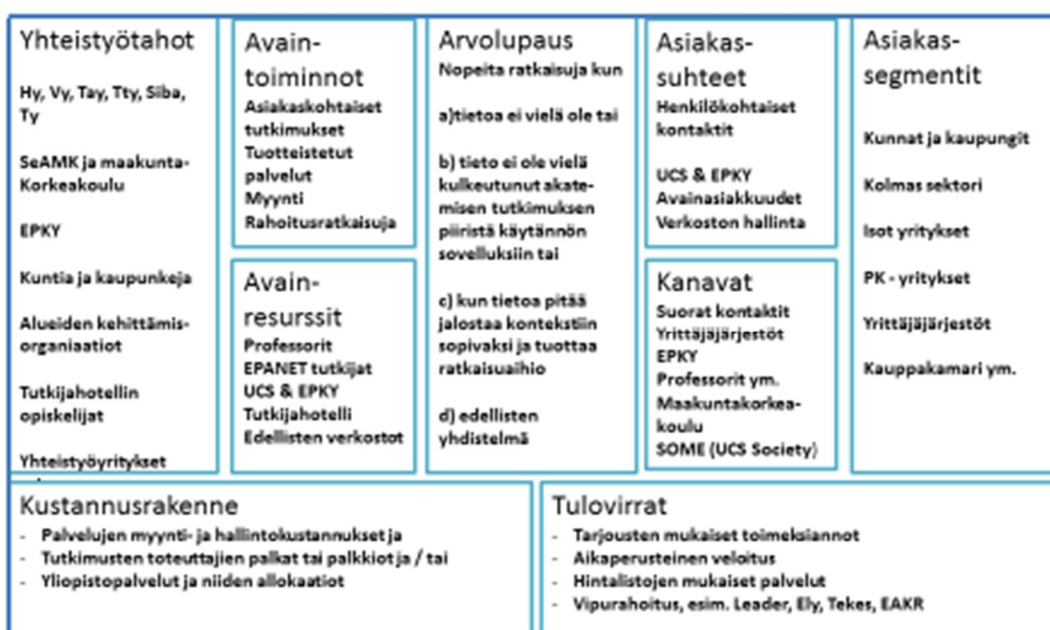 Yhteistyötahot
Hy, Vy, Tay, Tty, Siba,
Ty
SeAMK ja maakunta-
Korkeakoulu
EPKY
Kuntia ja kaupunkeja
Alueiden kehittämis-
organisaatiot
Tutkijahotellin
opiskelijat
Yhteistyöyritykset
Avain-
toiminnot
Asiakaskohtaiset
tutkimukset
Tuotteistetut
palvelut
Myynti
Rahoitusratkaisuja
Avain-
resurssit
Professorit
EPANET tutkijat
UCS & EPKY
Tutkijahotelli
Edellisten verkostot
Arvolupaus
Nopeita ratkaisuja kun
a)tietoa ei vielä ole tai
b) tieto ei ole vielä
kulkeutunut akate-
misen tutkimuksen
piiristä käytännön
sovelluksiin tai
c) kun tietoa pitää
jalostaa kontekstiin
sopivaksi ja tuottaa
ratkaisuaihio
d) edellisten
yhdistelmä
Asiakas-
suhteet
Henkilökohtaiset
kontaktit
UCS & EPKY
Avainasiakkuudet
Verkoston hallinta
Kanavat
Suorat kontaktit
Yrittäjäjärjestöt
EPKY
Professorit ym.
Maakuntakorkea-
koulu
SOME (UCS Society)
Asiakas-
segmentit
Kunnat ja kaupungit
Kolmas sektori
Isot yritykset
PK - yritykset
Yrittäjäjärjestöt
Kauppakamari ym.
Kustannusrakenne
- Palvelujen myynti- ja hallintokustannukset ja
- Tutkimusten toteuttajien palkat tai palkkiot ja / tai
- Yliopistopalvelut ja niiden allokaatiot
Tulovirrat
- Tarjousten mukaiset toimeksiannot
- Aikaperusteinen veloitus
- Hintalistojen mukaiset palvelut
- Vipurahoitus, esim. Leader, Ely, Tekes, EAKR